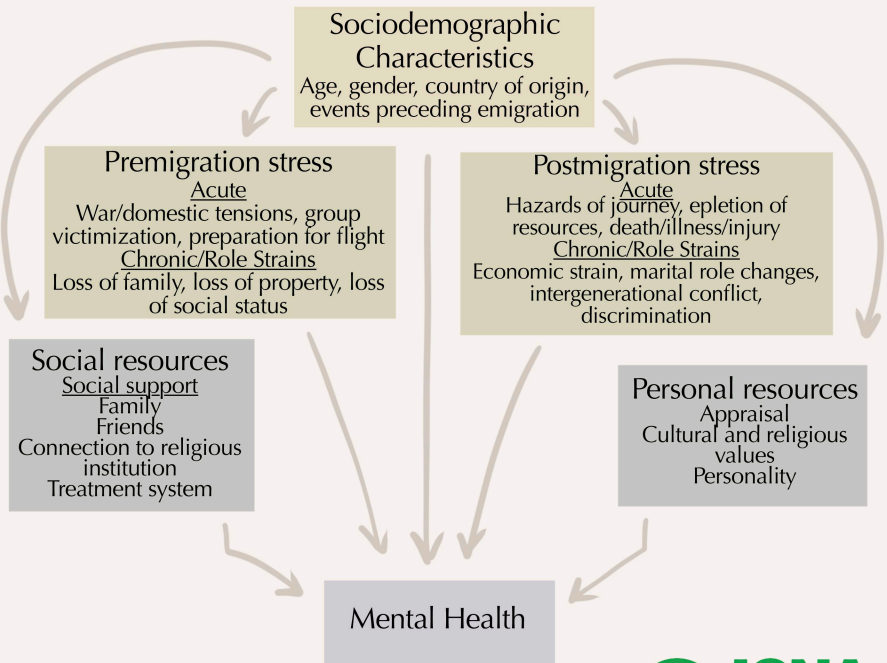 Sociodemographic
Characteristics
Age, gender, country of origin,
events preceding emigration
Premigration stress
Acute
War/domestic tensions, group
victimization, preparation for flight
Chronic/Role Strains
Loss of family, loss of property, loss
of social status
Postmigration stress
Acute
Hazards of journey, epletion of
resources, death/illness/injury
Chronic/Role Strains
Economic strain, marital role changes,
intergenerational conflict,
discrimination
Social resources
Social support
Family
Friends
Connection to religious
institution
Treatment system
Personal resources
Appraisal
Cultural and religious
values
Personality
Mental Health